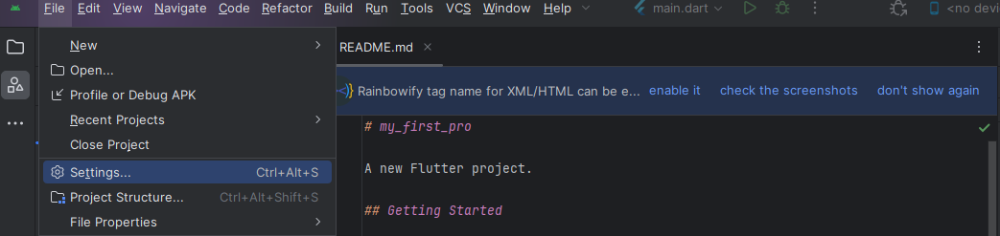 File Edit View Navigate Code Refactor Build Run Tools VCS Window Help main.dart <no devi
New
Open...
Profile or Debug APK
Recent Projects
Close Project
Settings... Ctrl+Alt+S
Project Structure... Ctrl+Alt+Shift+S
File Properties
README.md
Rainbowify tag name for XML/HTML can be e... enable it check the screenshots don't show again
# my_first_pro
A new Flutter project.
## Getting Started